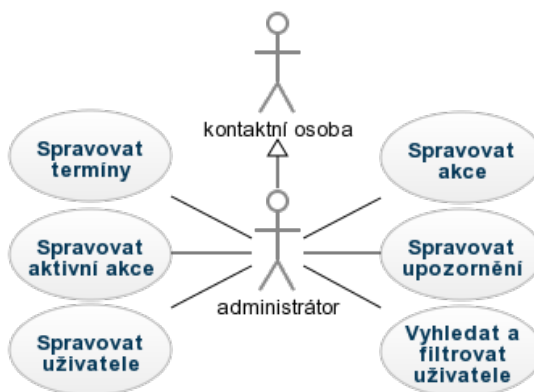 kontaktní osoba
Spravovat
termíny
Spravovat
akce
Spravovat
aktivní akce
Spravovat
upozornění
administrátor
Spravovat
uživatele
Vyhledat a
filtrovat
uživatele